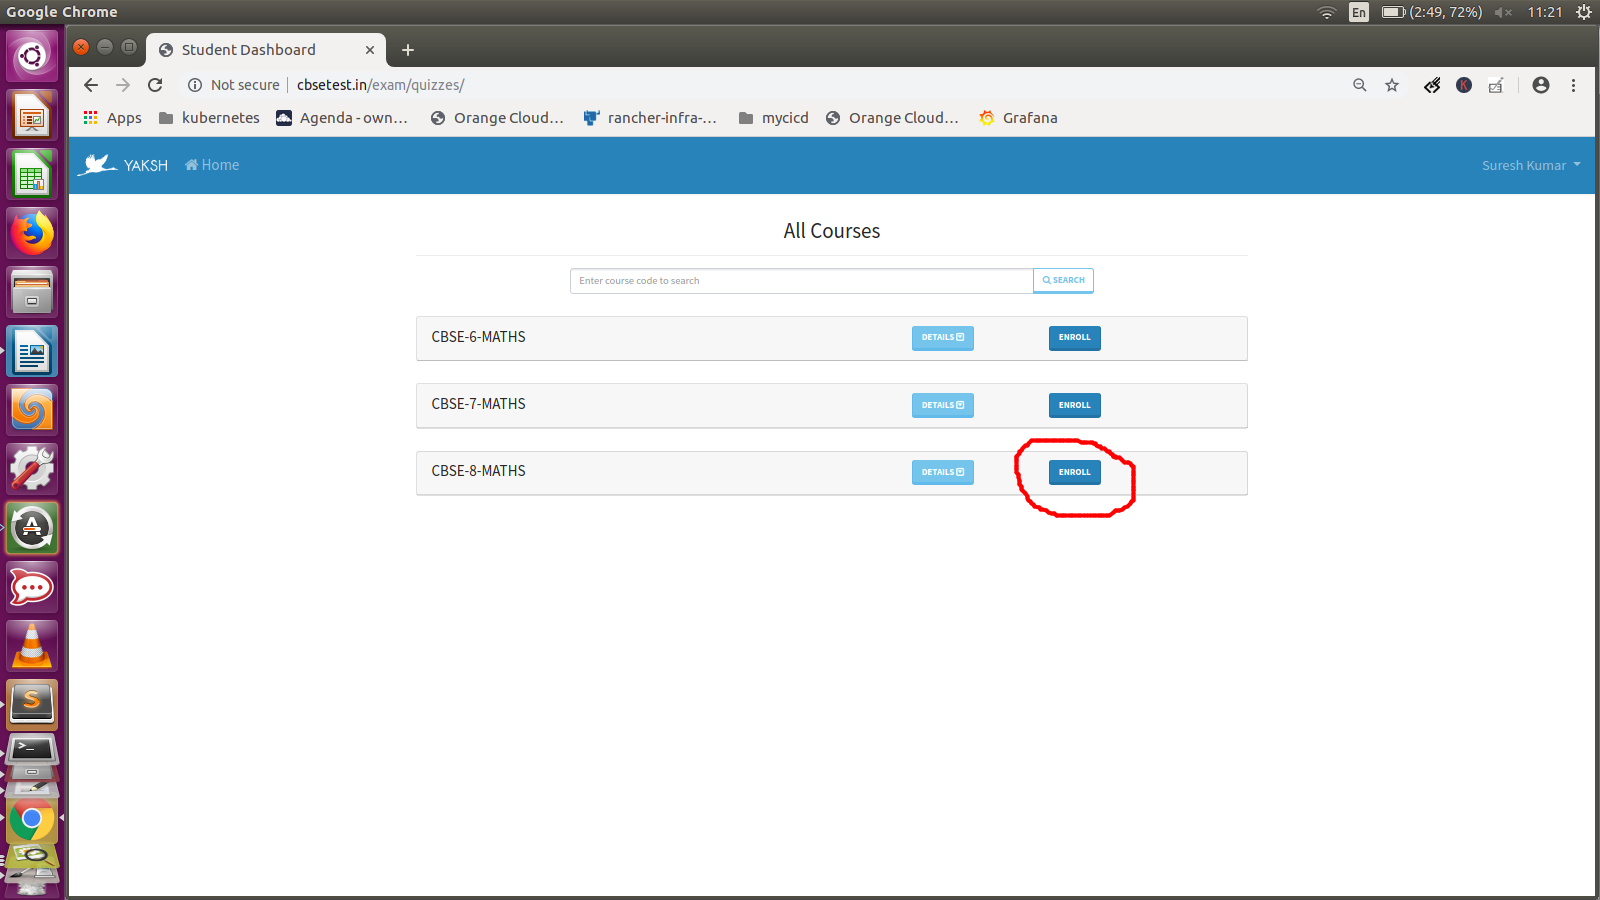 Google Chrome
En
(2:49, 72%)
11:21
Student Dashboard
Not secure
cbsetest.in/exam/quizzes/
K
Apps
kubernetes
Agenda - own...
Orange Cloud...
rancher-infra-...
mycicd
Orange Cloud...
Grafana
YAKSH
Home
Suresh Kumar
All Courses
Enter course code to search
SEARCH
CBSE-6-MATHS
DETAILS
ENROLL
CBSE-7-MATHS
DETAILS
ENROLL
CBSE-8-MATHS
DETAILS
ENROLL